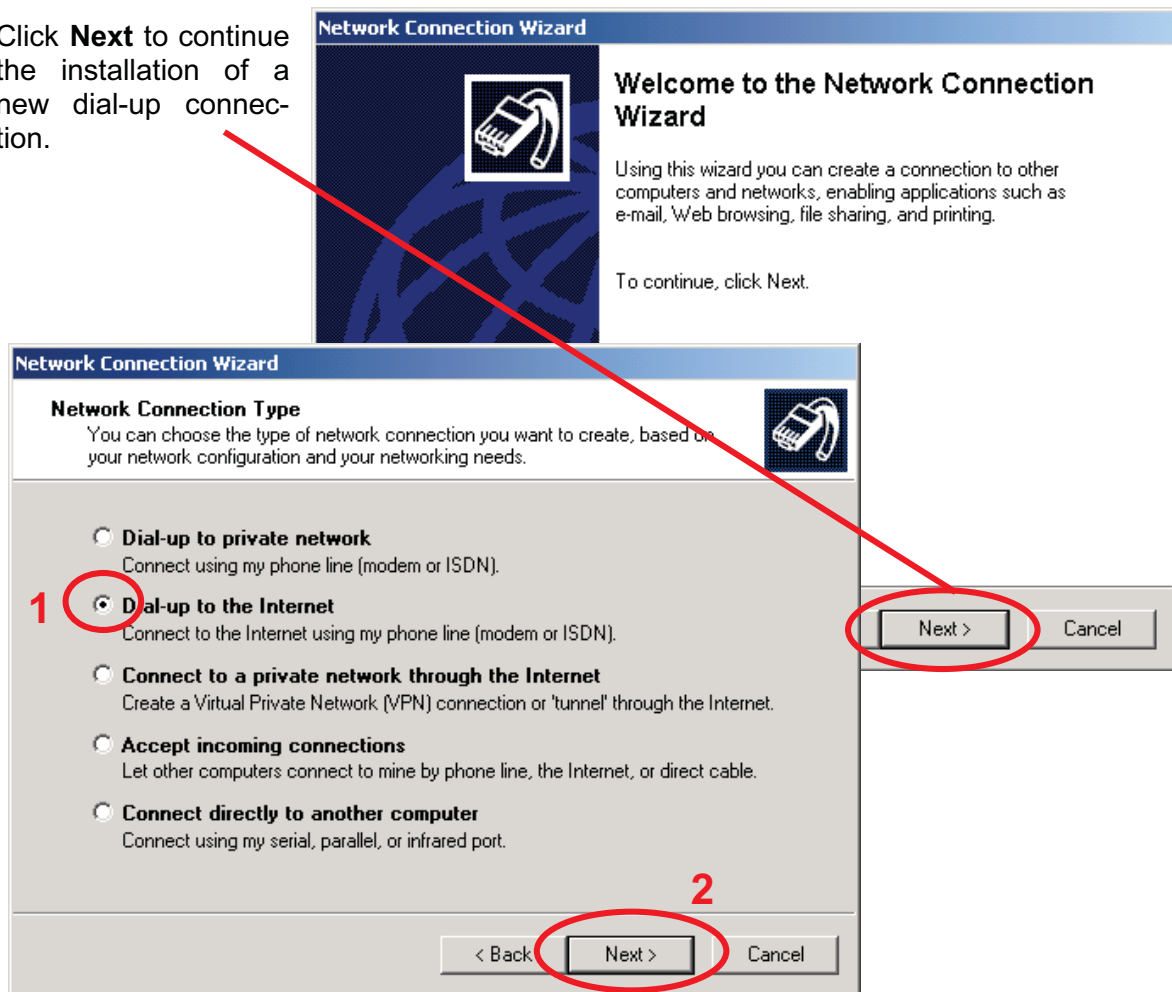 Click Next to continue
the installation of a
new dial-up connec-
tion.
Network Connection Wizard
Welcome to the Network Connection
Wizard
Using this wizard you can create a connection to other
computers and networks, enabling applications such as
e-mail, Web browsing, file sharing, and printing.
To continue, click Next.
Next >
Cancel
Network Connection Wizard
Network Connection Type
You can choose the type of network connection you want to create, based on
your network configuration and your networking needs.
Dial-up to private network
Connect using my phone line (modem or ISDN).
1
Dial-up to the Internet
Connect to the Internet using my phone line (modem or ISDN).
Connect to a private network through the Internet
Create a Virtual Private Network (VPN) connection or 'tunnel' through the Internet.
Accept incoming connections
Let other computers connect to mine by phone line, the Internet, or direct cable.
Connect directly to another computer
Connect using my serial, parallel, or infrared port.
2
< Back
Next >
Cancel